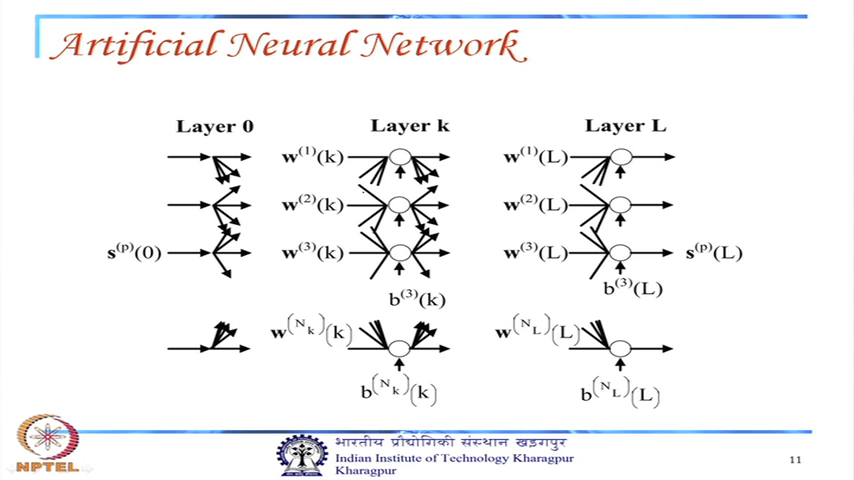 Artificial Neural Network
Layer 0 Layer k Layer L
w^(1)(k) w^(1)(L)
w^(2)(k) w^(2)(L)
s^(p)(0) w^(3)(k) w^(3)(L) s^(p)(L)
b^(3)(k) b^(3)(L)
w^(N_k)(k) w^(N_L)(L)
b^(N_k)(k) b^(N_L)(L)
भारतीय प्रौद्योगिकी संस्थान खड़गपुर
Indian Institute of Technology Kharagpur
Kharagpur
NPTEL
11